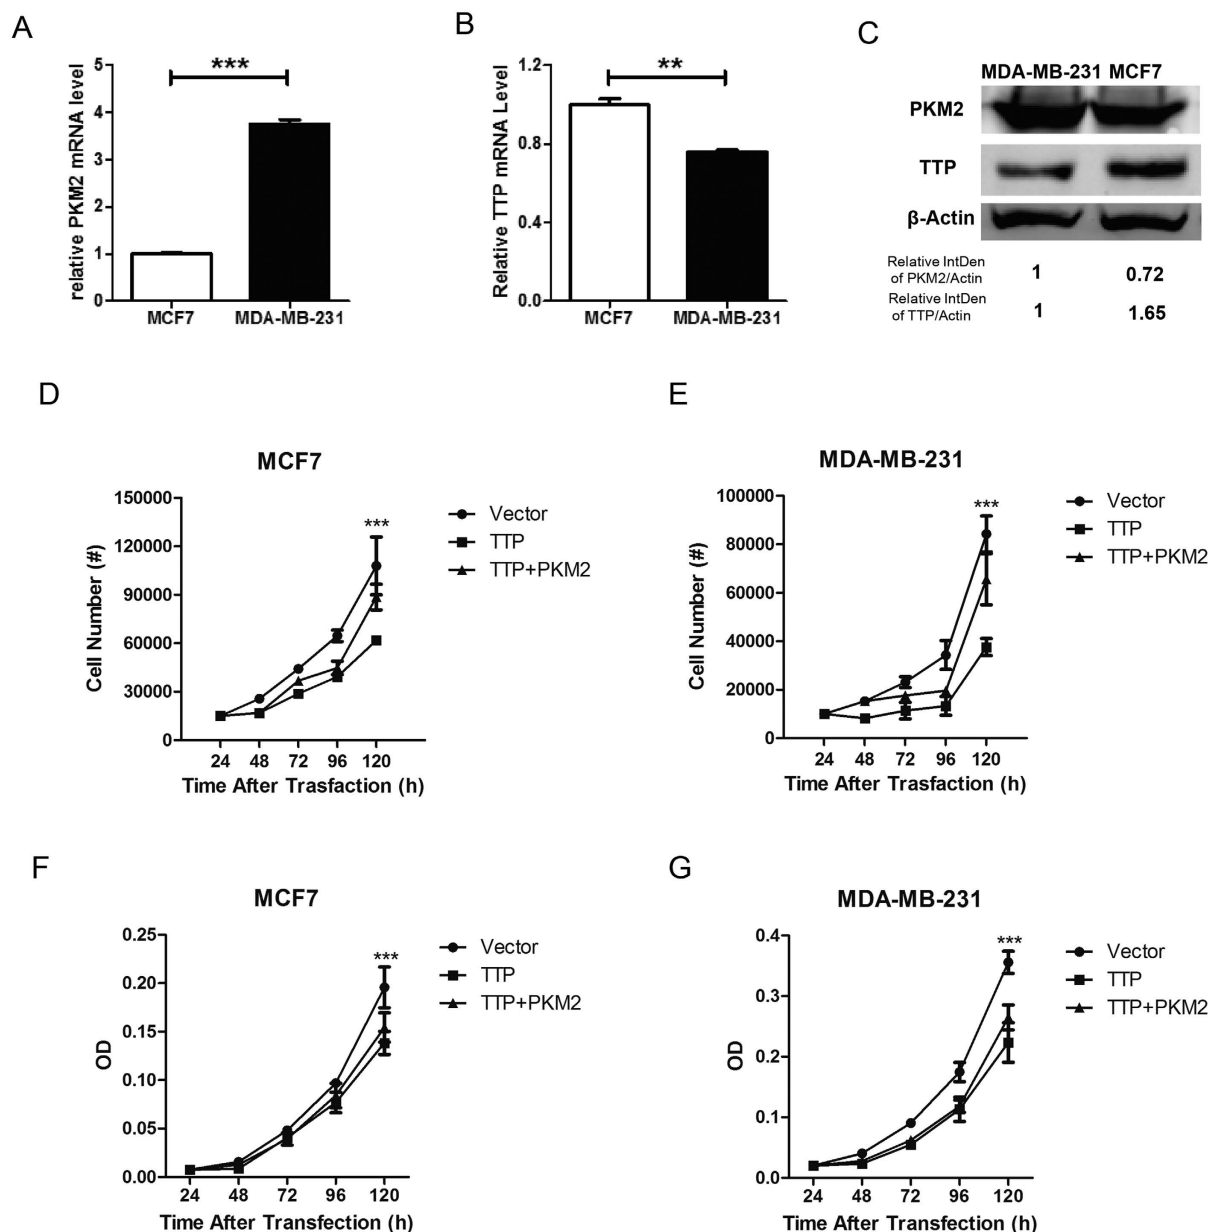 A
relative PKM2 mRNA level
5
4
3
2
1
0
***
MCF7
MDA-MB-231
B
Relative TTP mRNA Level
1.2
0.8
0.4
0.0
**
MCF7
MDA-MB-231
C
MDA-MB-231 MCF7
PKM2
TTP
β-Actin
Relative IntDen
of PKM2/Actin
1
0.72
Relative IntDen
of TTP/Actin
1
1.65
D
MCF7
Cell Number (#)
150000
120000
90000
60000
30000
0
***
Vector
TTP
TTP+PKM2
24 48 72 96 120
Time After Trasfaction (h)
E
MDA-MB-231
Cell Number (#)
100000
80000
60000
40000
20000
0
***
Vector
TTP
TTP+PKM2
24 48 72 96 120
Time After Trasfaction (h)
F
MCF7
OD
0.25
0.20
0.15
0.10
0.05
0.00
***
Vector
TTP
TTP+PKM2
24 48 72 96 120
Time After Transfection (h)
G
MDA-MB-231
OD
0.4
0.3
0.2
0.1
0.0
***
Vector
TTP
TTP+PKM2
24 48 72 96 120
Time After Transfection (h)